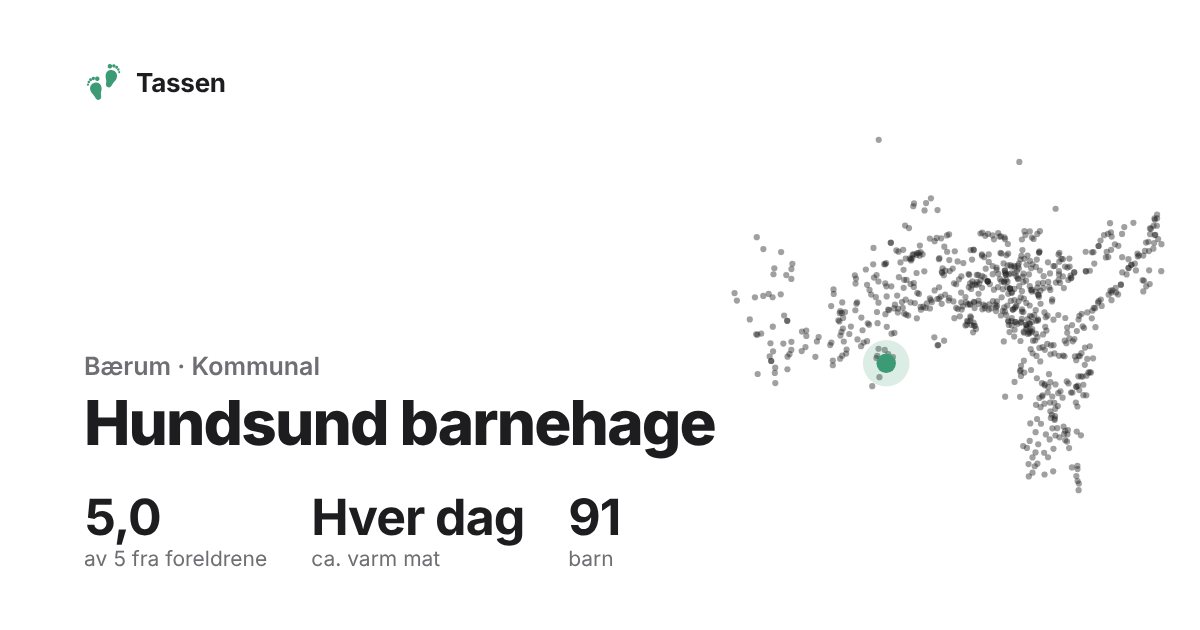 Tassen
Bærum · Kommunal
Hundsund barnehage
5,0
av 5 fra foreldrene
Hver dag
ca. varm mat
91
barn